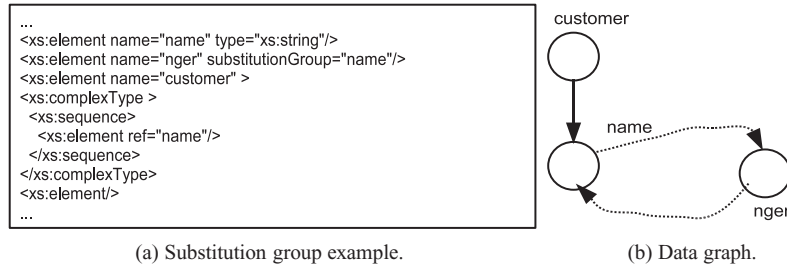 ...
<xs:element name="name" type="xs:string"/>
<xs:element name="nger" substitutionGroup="name"/>
<xs:element name="customer" >
<xs:complexType >
<xs:sequence>
<xs:element ref="name"/>
</xs:sequence>
</xs:complexType>
<xs:element/>
...
(a) Substitution group example.
customer
name
nger
(b) Data graph.